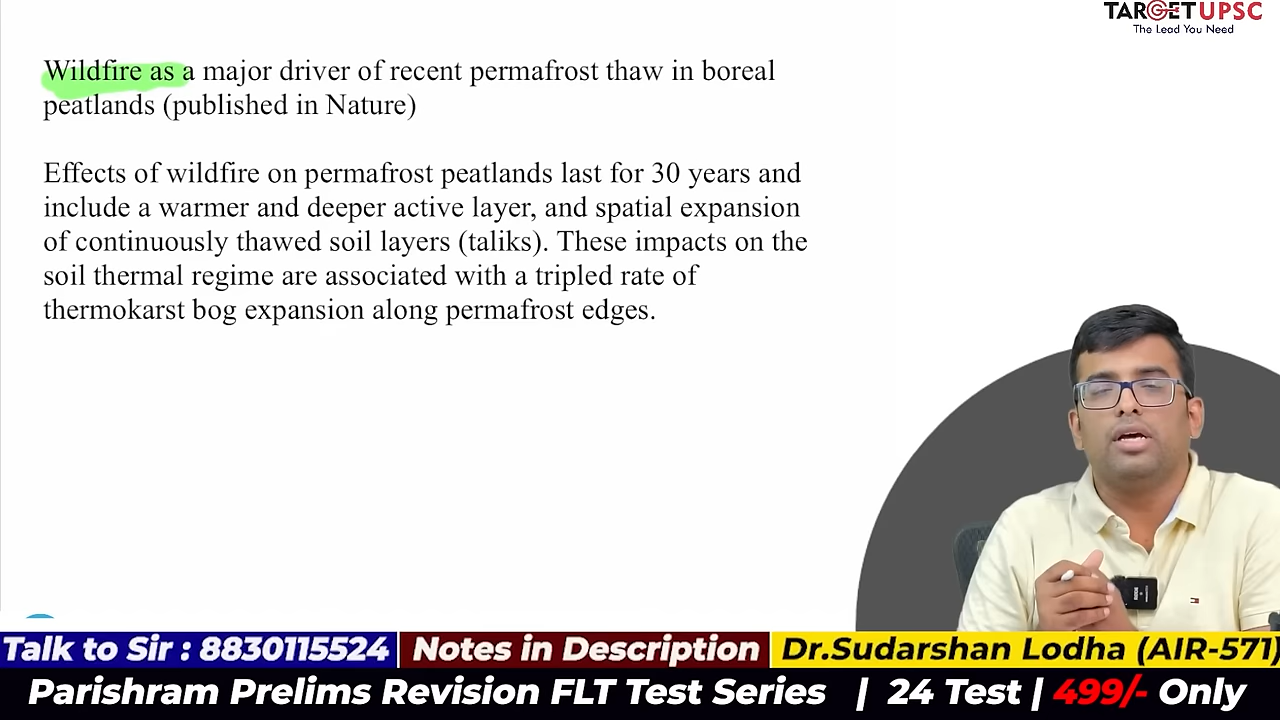 TARGETUPSC
The Lead You Need
Wildfire as a major driver of recent permafrost thaw in boreal
peatlands (published in Nature)
Effects of wildfire on permafrost peatlands last for 30 years and
include a warmer and deeper active layer, and spatial expansion
of continuously thawed soil layers (taliks). These impacts on the
soil thermal regime are associated with a tripled rate of
thermokarst bog expansion along permafrost edges.
Talk to Sir : 8830115524
Notes in Description
Dr.Sudarshan Lodha (AIR-571)
Parishram Prelims Revision FLT Test Series | 24 Test | 499/- Only